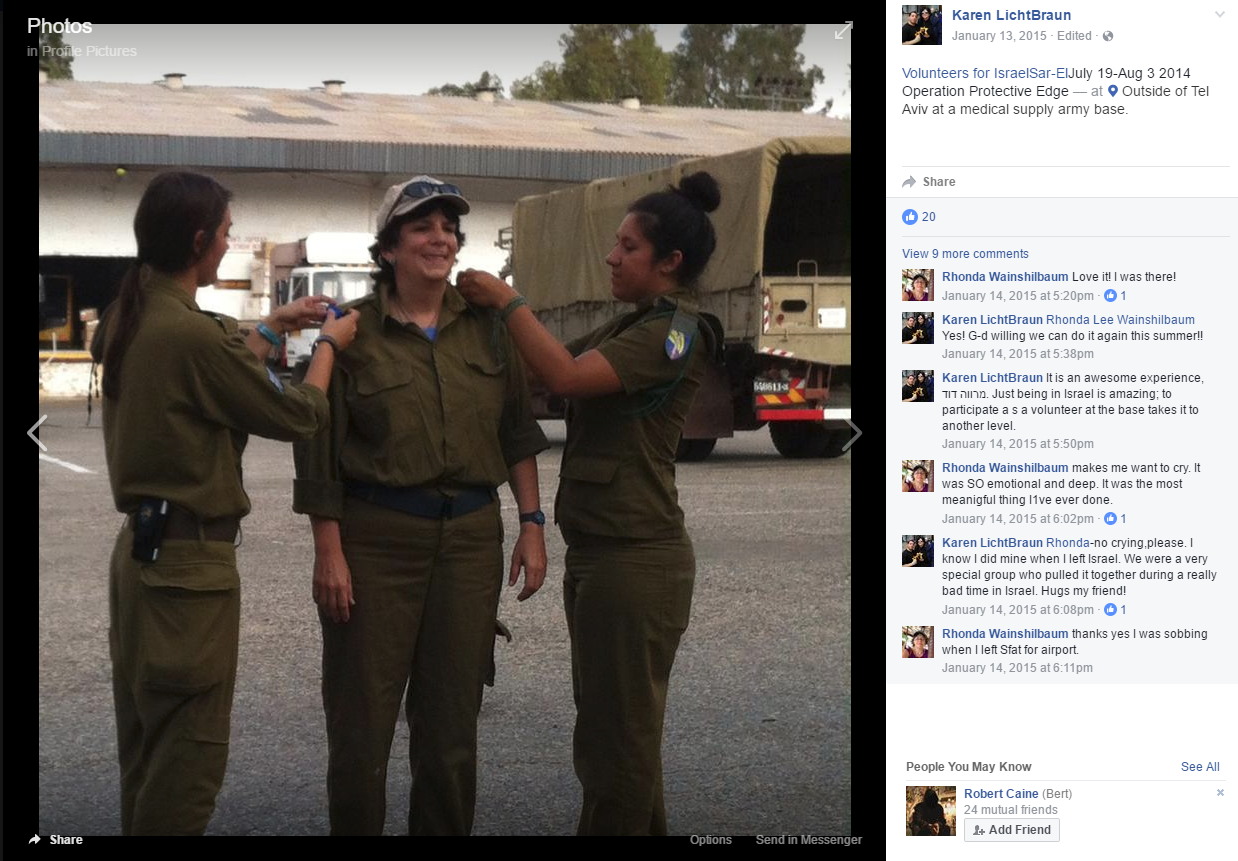 Photos
in Profile Pictures
Share
Options
Send in Messenger
Karen LichtBraun
January 13, 2015 · Edited ·
Volunteers for IsraelSar-ElJuly 19-Aug 3 2014
Operation Protective Edge — at Outside of Tel
Aviv at a medical supply army base.
Share
20
View 9 more comments
Rhonda Wainshilbaum Love it! I was there!
January 14, 2015 at 5:20pm · 1
Karen LichtBraun Rhonda Lee Wainshilbaum
Yes! G-d willing we can do it again this summer!!
January 14, 2015 at 5:38pm
Karen LichtBraun It is an awesome experience,
מרווה דוד. Just being in Israel is amazing; to
participate a s a volunteer at the base takes it to
another level.
January 14, 2015 at 5:50pm
Rhonda Wainshilbaum makes me want to cry. It
was SO emotional and deep. It was the most
meanigful thing I1ve ever done.
January 14, 2015 at 6:02pm · 1
Karen LichtBraun Rhonda-no crying,please. I
know I did mine when I left Israel. We were a very
special group who pulled it together during a really
bad time in Israel. Hugs my friend!
January 14, 2015 at 6:08pm · 1
Rhonda Wainshilbaum thanks yes I was sobbing
when I left Sfat for airport.
January 14, 2015 at 6:11pm
People You May Know
See All
Robert Caine (Bert)
24 mutual friends
Add Friend